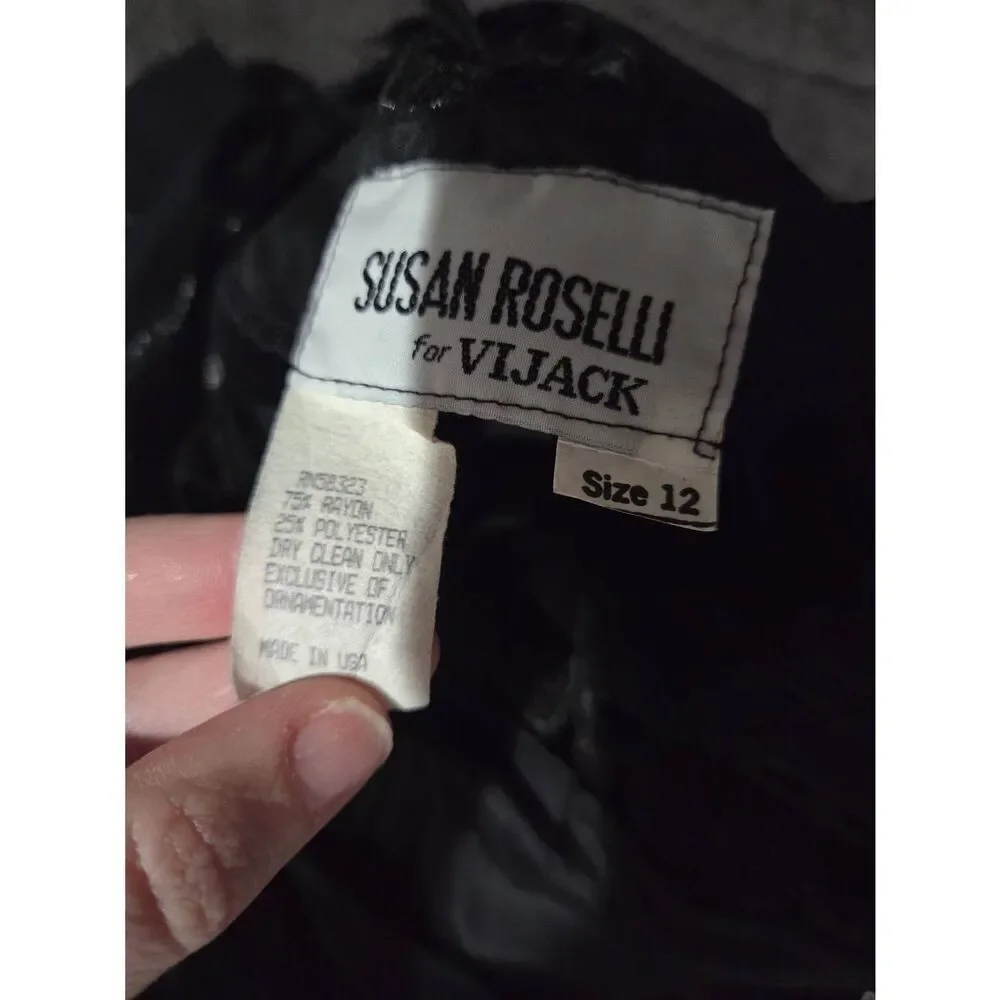 SUSAN ROSELLI
for VIJACK
Size 12
RN58323
75% RAYON
25% POLYESTER
DRY CLEAN ONLY
EXCLUSIVE OF
ORNAMENTATION
MADE IN USA